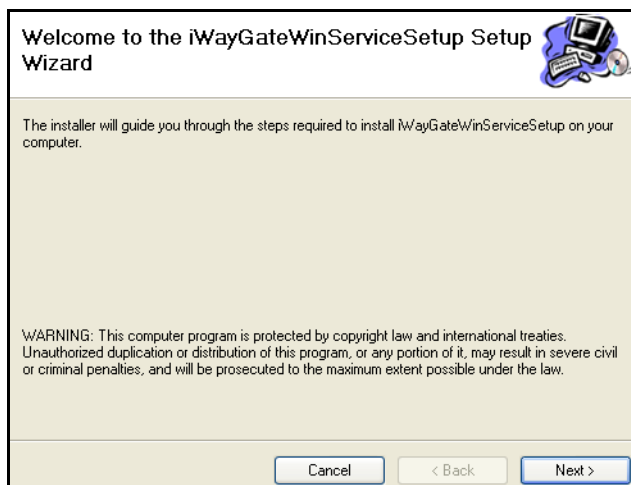 Welcome to the iWayGateWinServiceSetup Setup
Wizard
The installer will guide you through the steps required to install iWayGateWinServiceSetup on your
computer.
WARNING: This computer program is protected by copyright law and international treaties.
Unauthorized duplication or distribution of this program, or any portion of it, may result in severe civil
or criminal penalties, and will be prosecuted to the maximum extent possible under the law.
Cancel
< Back
Next >